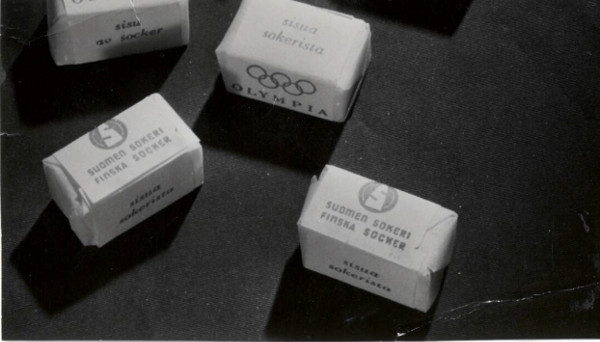 sisua
av socker
sisua
sokerista
OLYMPIA
SUOMEN SOKERI
FINSKA SOCKER
sisua
sokerista
SUOMEN SOKERI
FINSKA SOCKER
sisua
sokerista